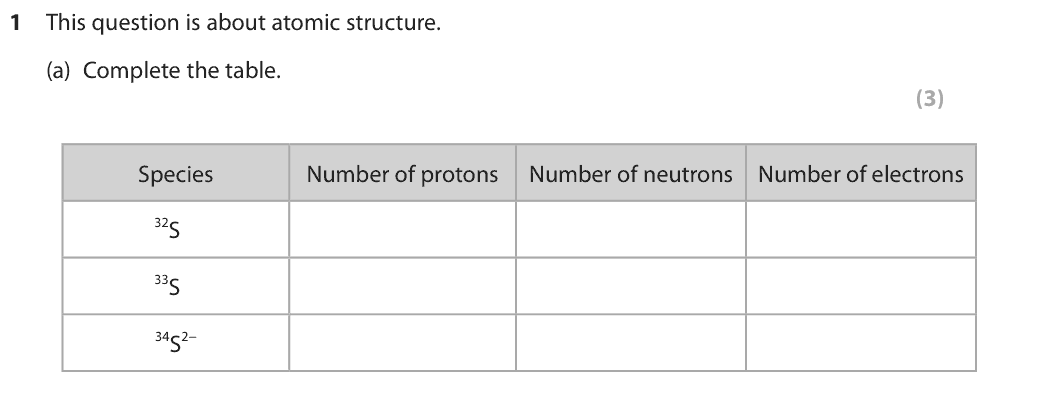 1 This question is about atomic structure.
(a) Complete the table.
(3)
Species Number of protons Number of neutrons Number of electrons
³²S
³³S
³⁴S²⁻